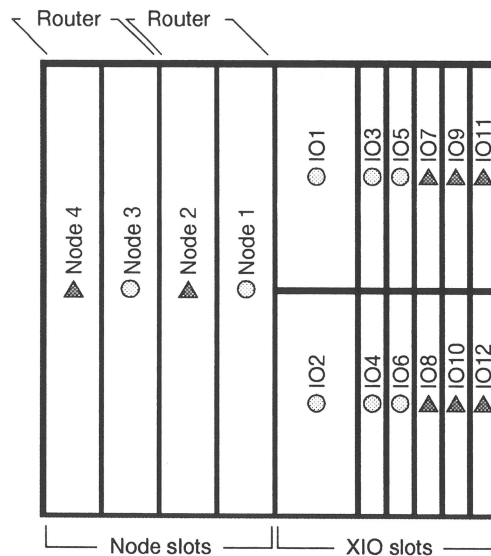 Router
Router
Node 4
Node 3
Node 2
Node 1
IO1
IO3
IO5
IO7
IO9
IO11
IO2
IO4
IO6
IO8
IO10
IO12
Node slots
XIO slots